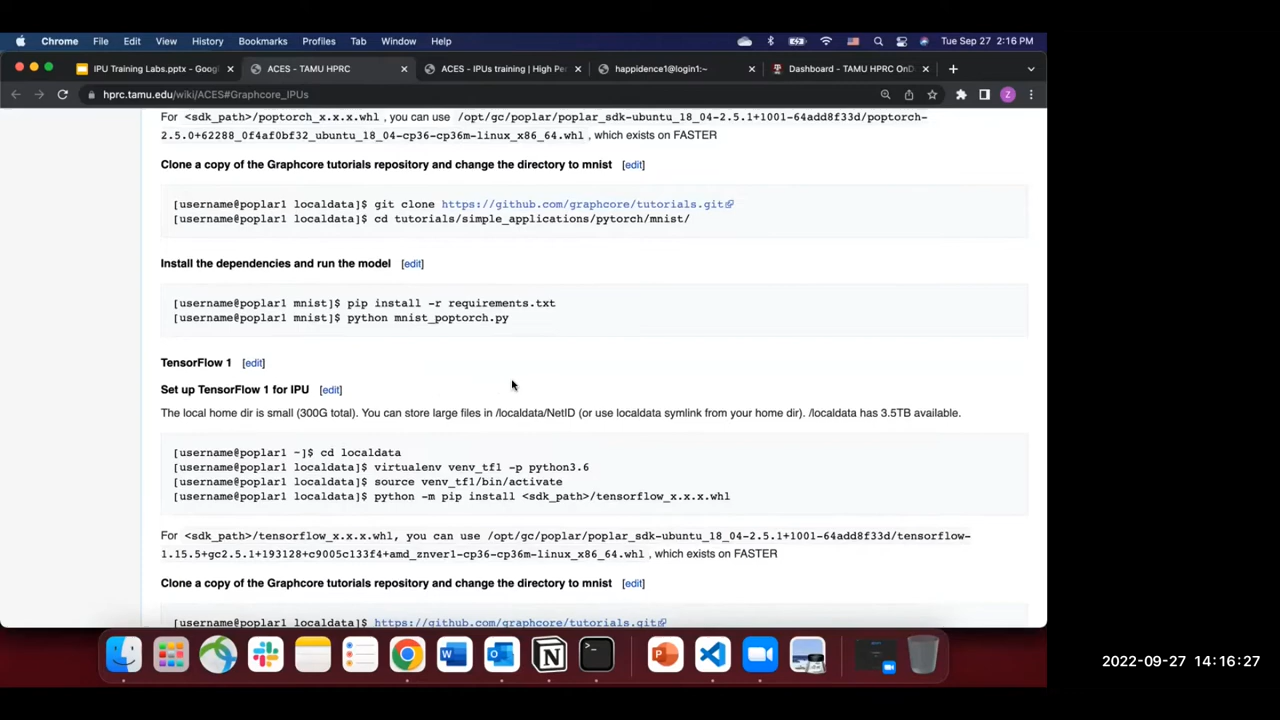 Chrome File Edit View History Bookmarks Profiles Tab Window Help Tue Sep 27 2:16 PM
IPU Training Labs.pptx - Googl ACES - TAMU HPRC ACES - IPUs training | High Pe happidence1@login1:~ Dashboard - TAMU HPRC OnD
hprc.tamu.edu/wiki/ACES#Graphcore_IPUs Z
For <sdk_path>/poptorch_x.x.x.whl , you can use /opt/gc/poplar/poplar_sdk-ubuntu_18_04-2.5.1+1001-64add8f33d/poptorch-
2.5.0+62288_0f4af0bf32_ubuntu_18_04-cp36-cp36m-linux_x86_64.whl , which exists on FASTER
Clone a copy of the Graphcore tutorials repository and change the directory to mnist [edit]
[username@poplar1 localdata]$ git clone https://github.com/graphcore/tutorials.git
[username@poplar1 localdata]$ cd tutorials/simple_applications/pytorch/mnist/
Install the dependencies and run the model [edit]
[username@poplar1 mnist]$ pip install -r requirements.txt
[username@poplar1 mnist]$ python mnist_poptorch.py
TensorFlow 1 [edit]
Set up TensorFlow 1 for IPU [edit]
The local home dir is small (300G total). You can store large files in /localdata/NetID (or use localdata symlink from your home dir). /localdata has 3.5TB available.
[username@poplar1 ~]$ cd localdata
[username@poplar1 localdata]$ virtualenv venv_tf1 -p python3.6
[username@poplar1 localdata]$ source venv_tf1/bin/activate
[username@poplar1 localdata]$ python -m pip install <sdk_path>/tensorflow_x.x.x.whl
For <sdk_path>/tensorflow_x.x.x.whl, you can use /opt/gc/poplar/poplar_sdk-ubuntu_18_04-2.5.1+1001-64add8f33d/tensorflow-
1.15.5+gc2.5.1+193128+c9005c133f4+amd_znver1-cp36-cp36m-linux_x86_64.whl , which exists on FASTER
Clone a copy of the Graphcore tutorials repository and change the directory to mnist [edit]
[username@poplar1 localdata]$ https://github.com/graphcore/tutorials.git
2022-09-27 14:16:27